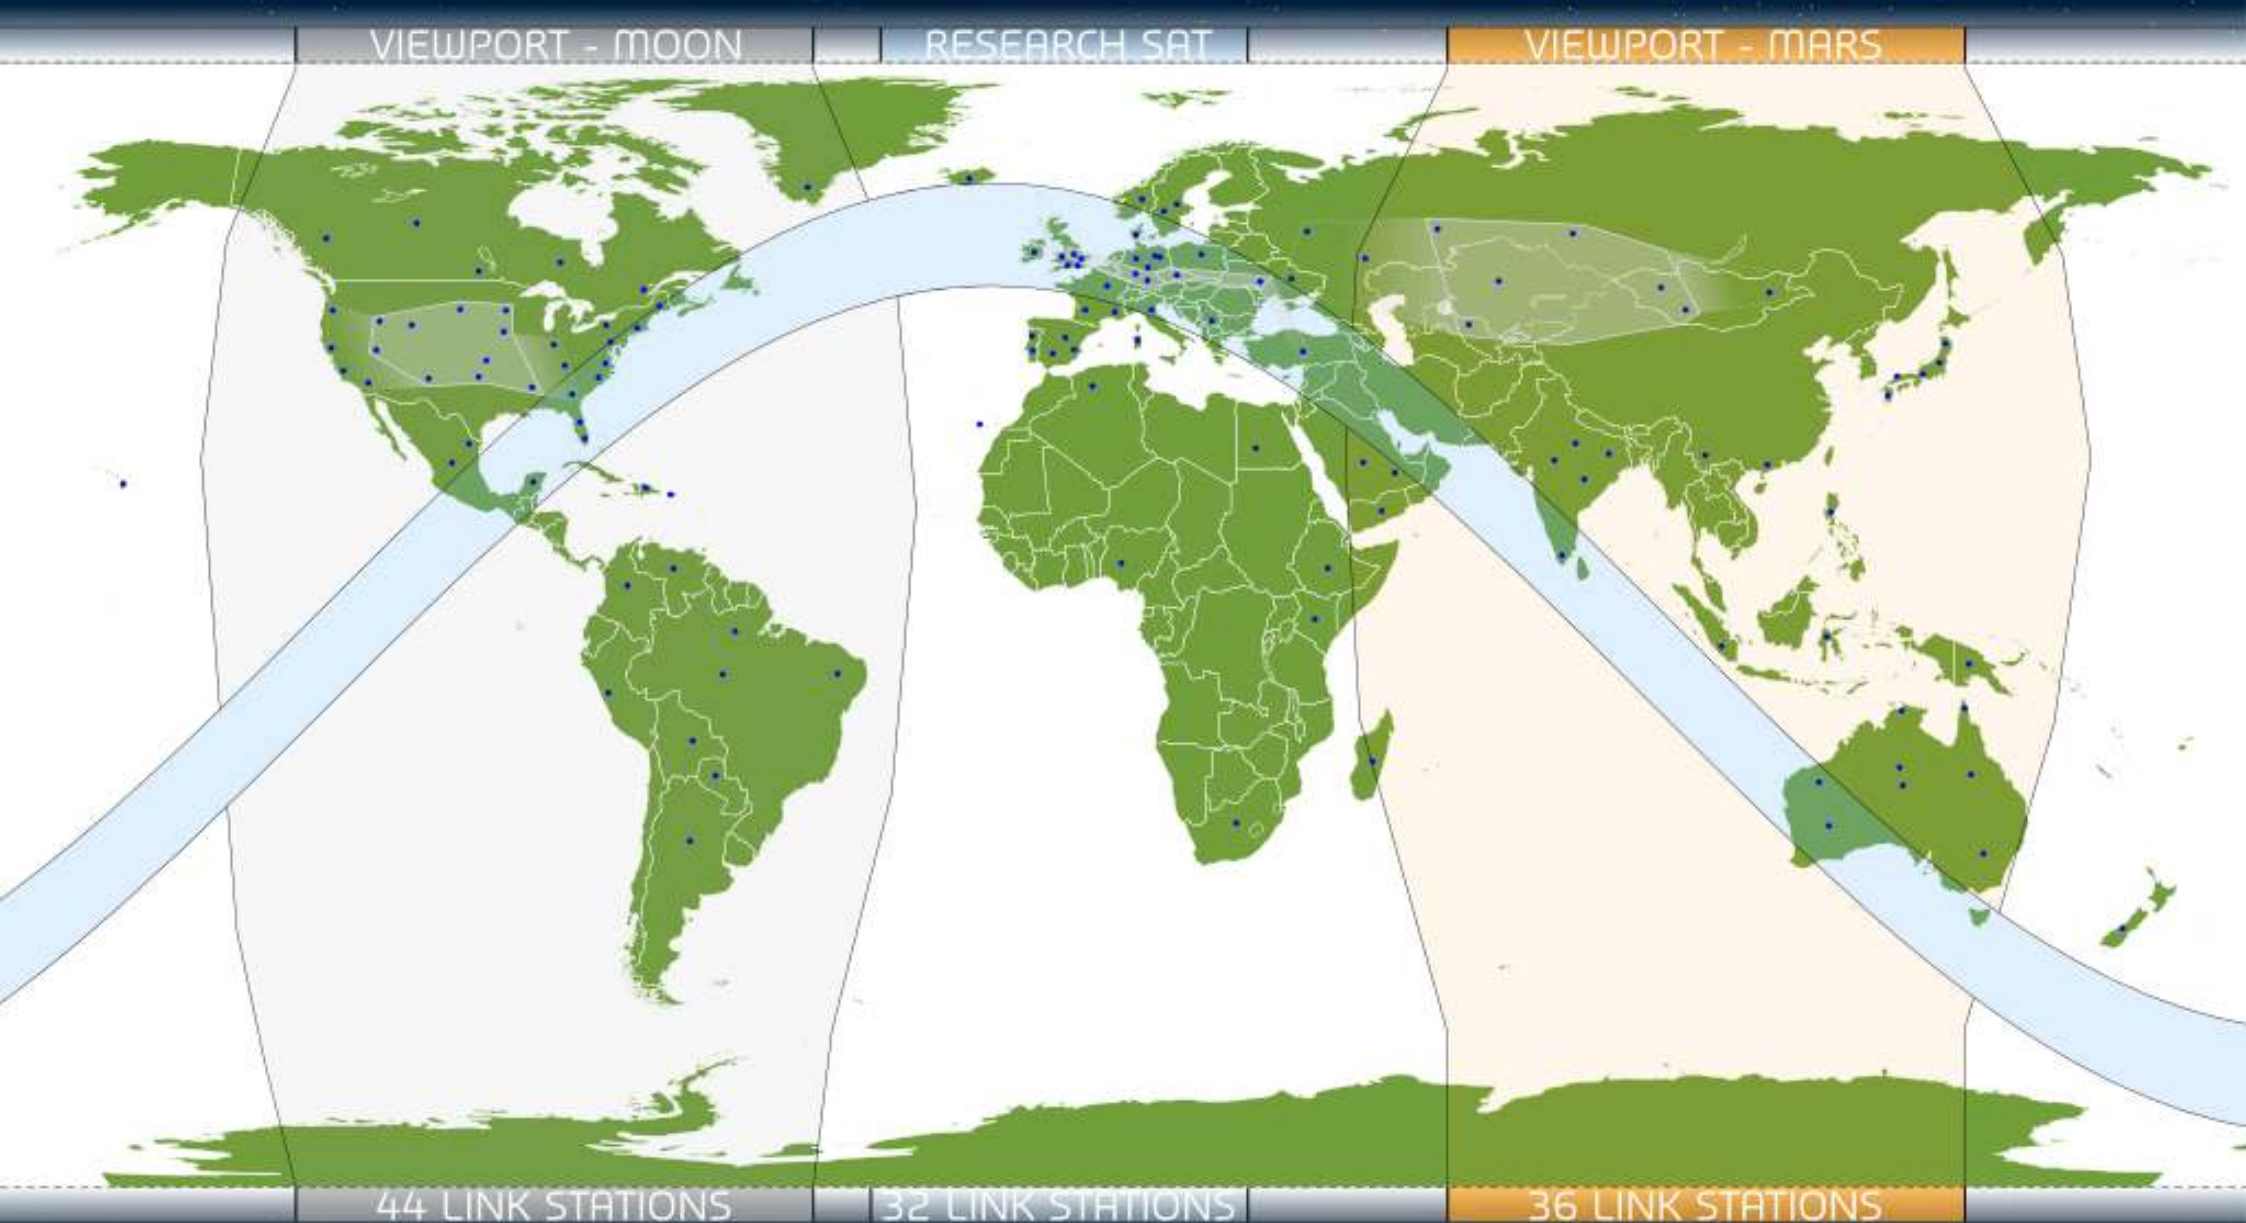 VIEWPORT - MOON
RESEARCH SAT
VIEWPORT - MARS
44 LINK STATIONS
32 LINK STATIONS
36 LINK STATIONS